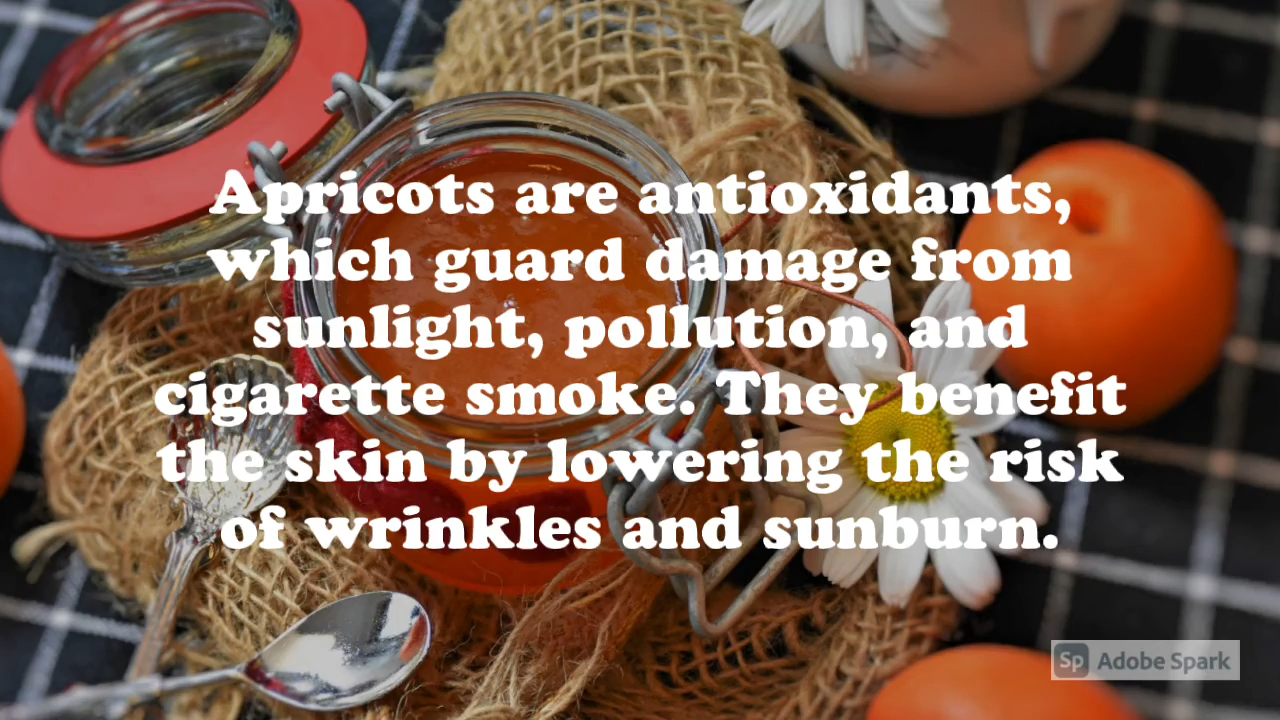 Apricots are antioxidants,
which guard damage from
sunlight, pollution, and
cigarette smoke. They benefit
the skin by lowering the risk
of wrinkles and sunburn.
Sp Adobe Spark